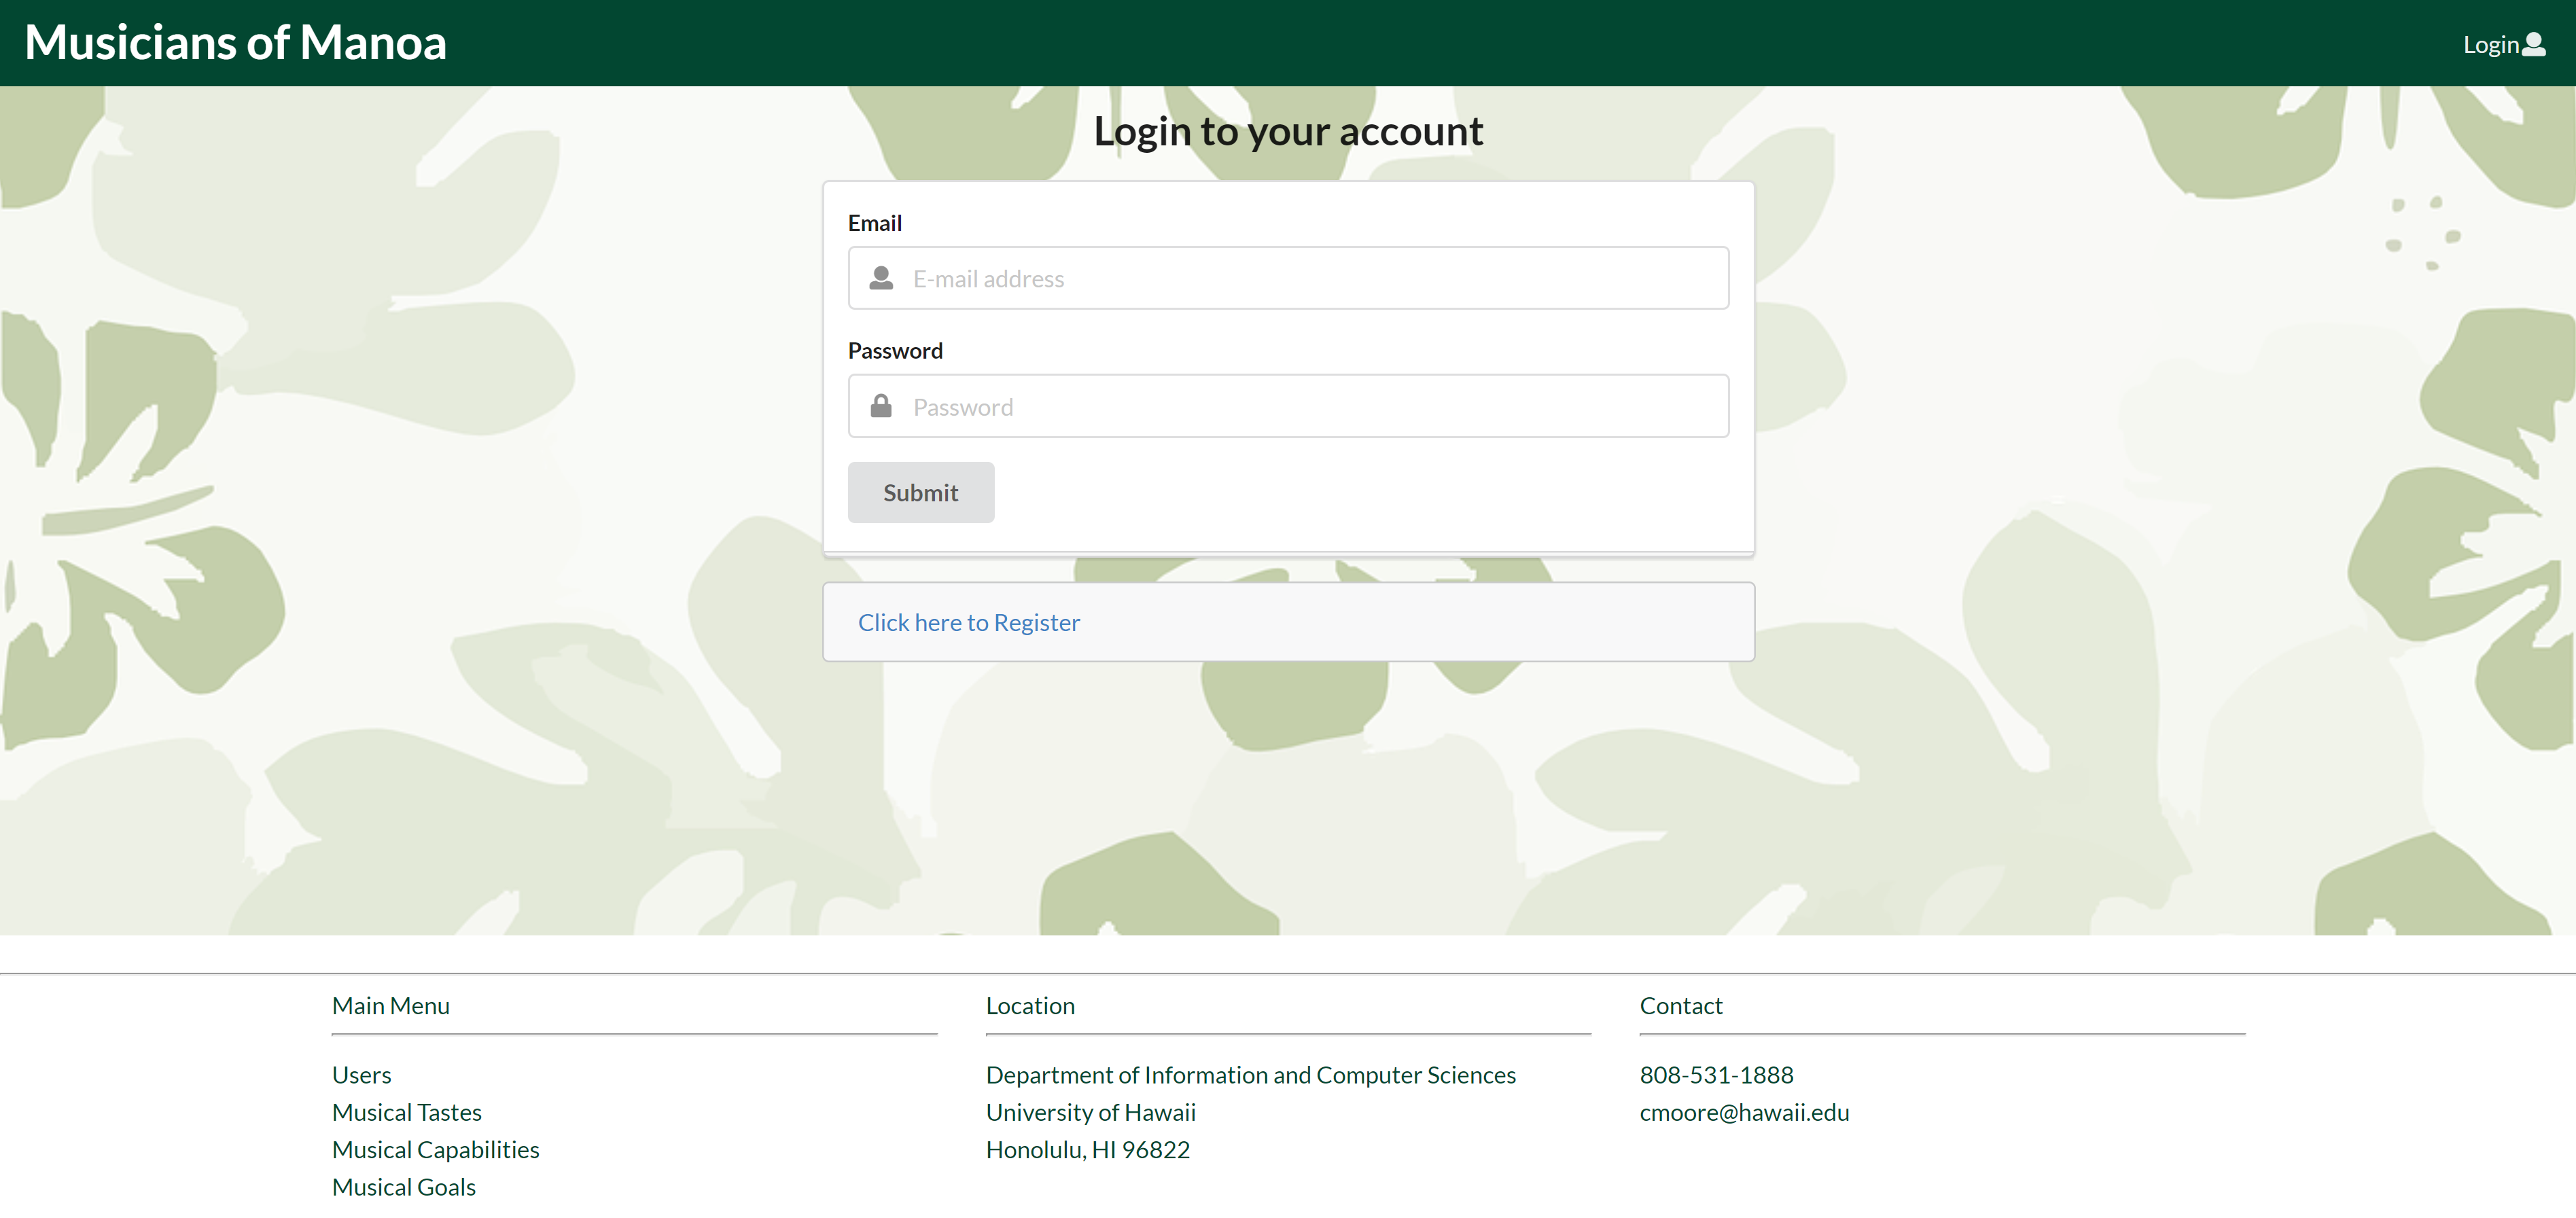 Musicians of Manoa
Login
Login to your account
Email
E-mail address
Password
Password
Submit
Click here to Register
Main Menu
Users
Musical Tastes
Musical Capabilities
Musical Goals
Location
Department of Information and Computer Sciences
University of Hawaii
Honolulu, HI 96822
Contact
808-531-1888
cmoore@hawaii.edu